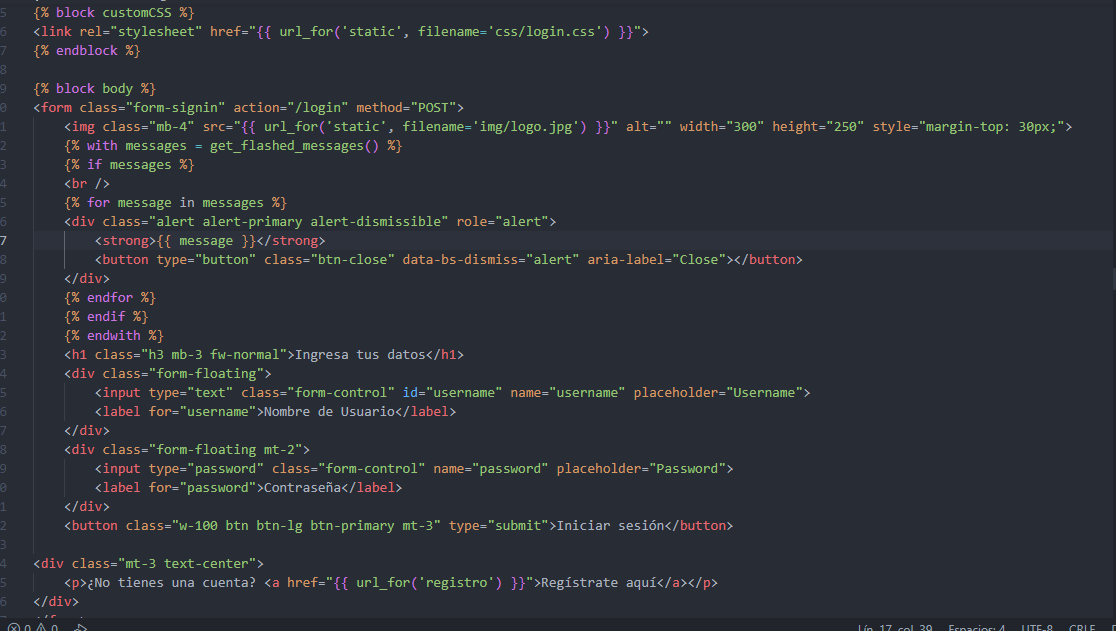 5 {% block customCSS %}
6 <link rel="stylesheet" href="{{ url_for('static', filename='css/login.css') }}">
7 {% endblock %}
8
9 {% block body %}
0 <form class="form-signin" action="/login" method="POST">
1 <img class="mb-4" src="{{ url_for('static', filename='img/logo.jpg') }}" alt="" width="300" height="250" style="margin-top: 30px;">
2 {% with messages = get_flashed_messages() %}
3 {% if messages %}
4 <br />
5 {% for message in messages %}
6 <div class="alert alert-primary alert-dismissible" role="alert">
7 <strong>{{ message }}</strong>
8 <button type="button" class="btn-close" data-bs-dismiss="alert" aria-label="Close"></button>
9 </div>
0 {% endfor %}
1 {% endif %}
2 {% endwith %}
3 <h1 class="h3 mb-3 fw-normal">Ingresa tus datos</h1>
4 <div class="form-floating">
5 <input type="text" class="form-control" id="username" name="username" placeholder="Username">
6 <label for="username">Nombre de Usuario</label>
7 </div>
8 <div class="form-floating mt-2">
9 <input type="password" class="form-control" name="password" placeholder="Password">
0 <label for="password">Contraseña</label>
1 </div>
2 <button class="w-100 btn btn-lg btn-primary mt-3" type="submit">Iniciar sesión</button>
3
4 <div class="mt-3 text-center">
5 <p>¿No tienes una cuenta? <a href="{{ url_for('registro') }}">Regístrate aquí</a></p>
6 </div>
0 0 Lín. 17, col. 39 Espacios: 4 UTF-8 CRLF